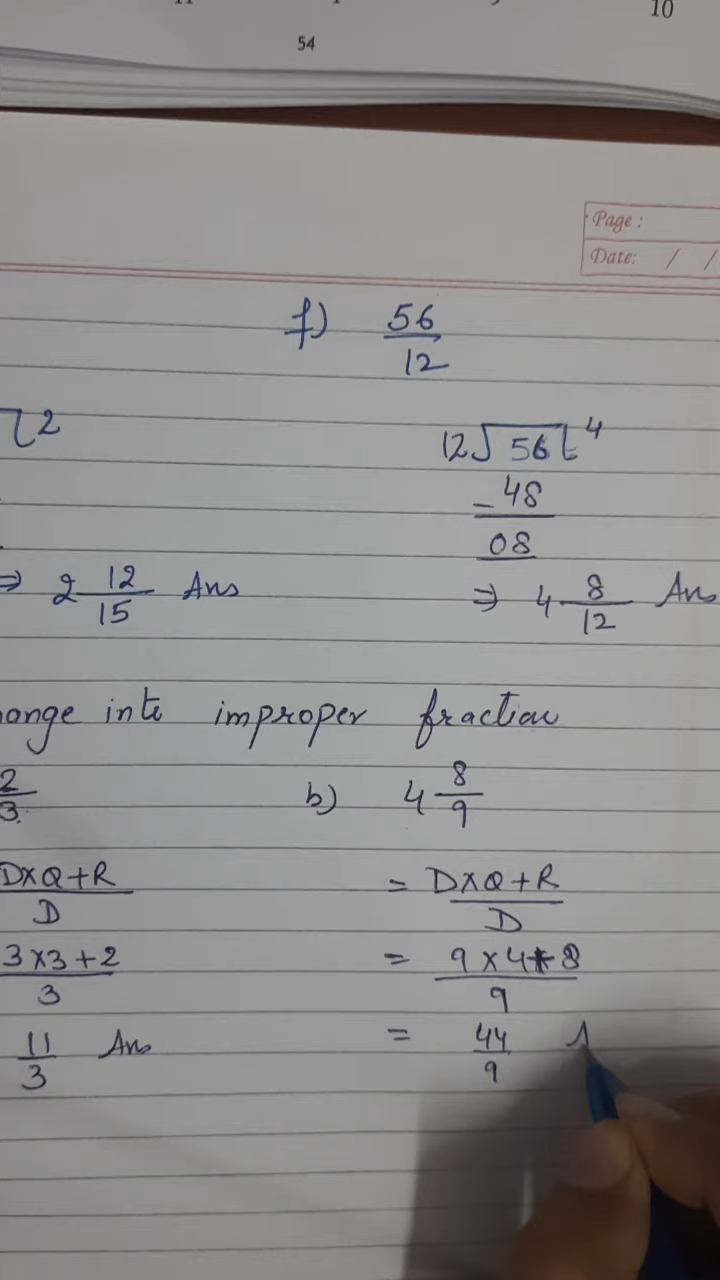 10
54
Page :
Date: / /
f) 56/12
2
12 √56 4
- 48
08
⇒ 2 12/15 Ans
⇒ 4 8/12 Ans
ange into improper fraction
2/3
b) 4 8/9
D×Q+R/D
= D×Q+R/D
3×3+2/3
= 9×4+8/9
11/3 Ans
= 44/9 A